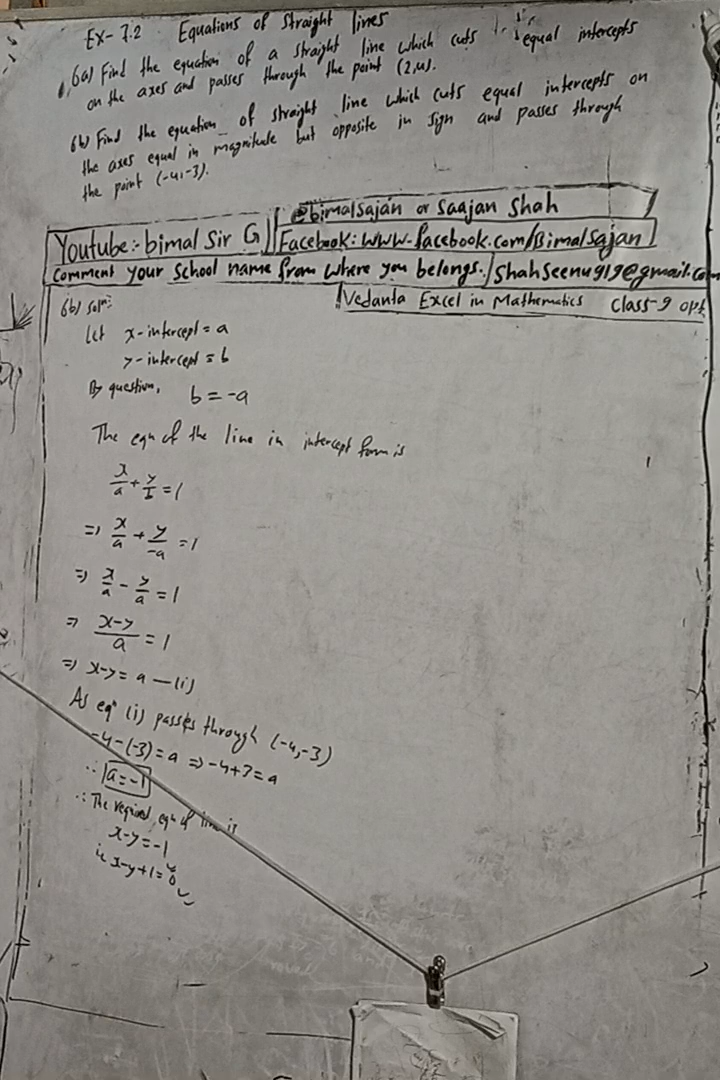 Ex- 7.2 Equations of Straight lines
6a) Find the equation of a straight line which cuts equal intercepts
on the axes and passes through the point (2,4).
6b) Find the equation of straight line which cuts equal intercepts on
the axes equal in magnitude but opposite in sign and passes through
the point (-4,-3).
@bimalsajan or Saajan Shah
Youtube:- bimal Sir G
Facebook: www.facebook.com/Bimalsajan
Comment your School name from where you belongs.
Shahseenu919@gmail.com
Vedanta Excel in Mathematics Class-9 opt
6b) soln:
Let x-intercept = a
y-intercept = b
By question, b = -a
The eqn of the line in intercept form is
x/a + y/b = 1
=> x/a + y/-a = 1
=> x/a - y/a = 1
=> x-y/a = 1
=> x-y = a — (i)
As eqn (i) passes through (-4,-3)
-4-(-3) = a => -4+3 = a
∴ a = -1
∴ The required eqn of line is
x-y = -1
ie x-y+1 = 0